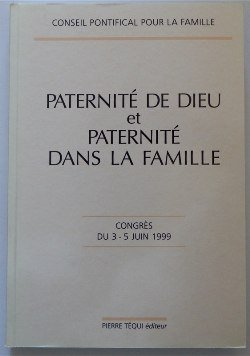 CONSEIL PONTIFICAL POUR LA FAMILLE
PATERNITÉ DE DIEU
et
PATERNITÉ
DANS LA FAMILLE
CONGRÈS
DU 3 - 5 JUIN 1999
PIERRE TÉQUI éditeur